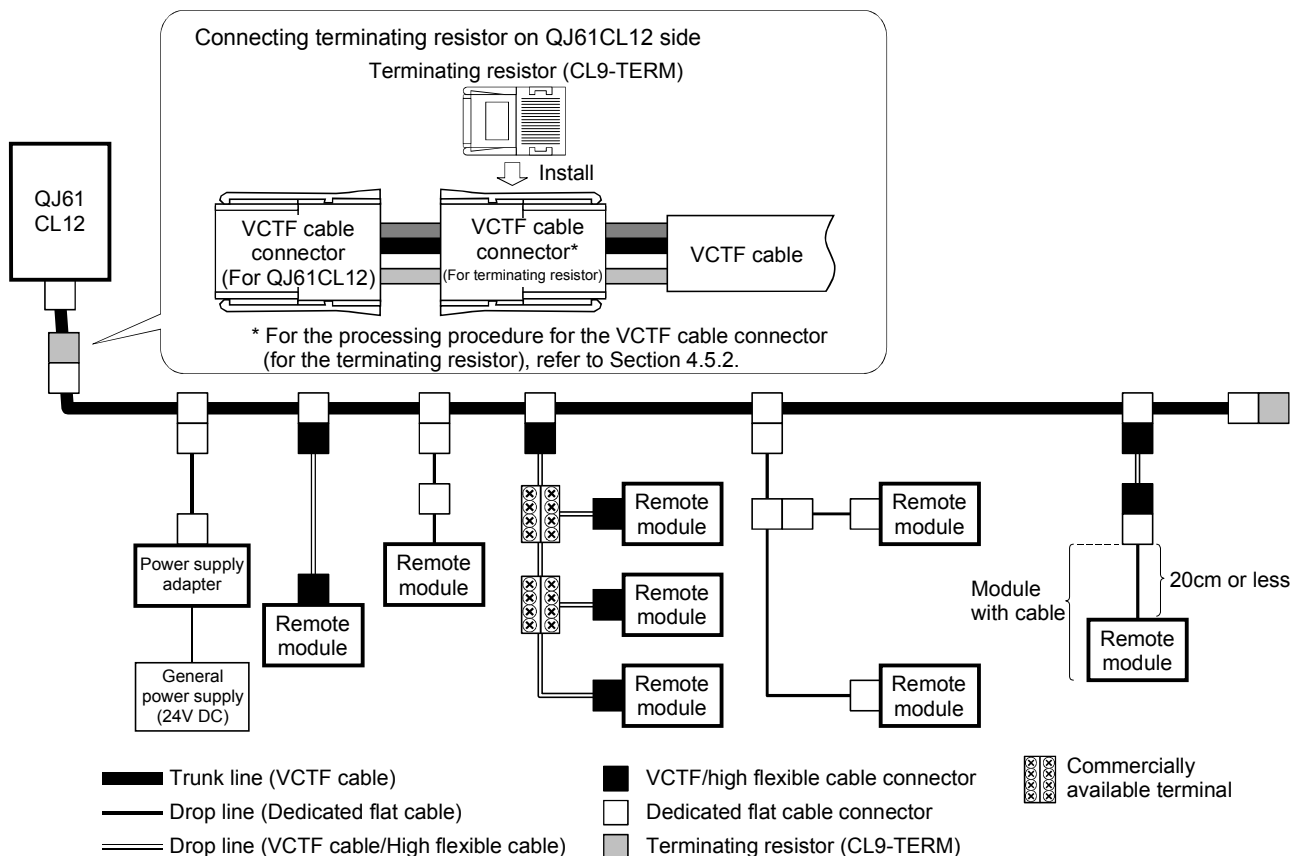 Connecting terminating resistor on QJ61CL12 side
Terminating resistor (CL9-TERM)
Install
QJ61
CL12
VCTF cable
connector
(For QJ61CL12)
VCTF cable
connector*
(For terminating resistor)
VCTF cable
* For the processing procedure for the VCTF cable connector
(for the terminating resistor), refer to Section 4.5.2.
Power supply
adapter
General
power supply
(24V DC)
Remote
module
Remote
module
Remote
module
Remote
module
Remote
module
Remote
module
Remote
module
Module
with cable
20cm or less
Remote
module
Trunk line (VCTF cable)
Drop line (Dedicated flat cable)
Drop line (VCTF cable/High flexible cable)
VCTF/high flexible cable connector
Dedicated flat cable connector
Terminating resistor (CL9-TERM)
Commercially
available terminal